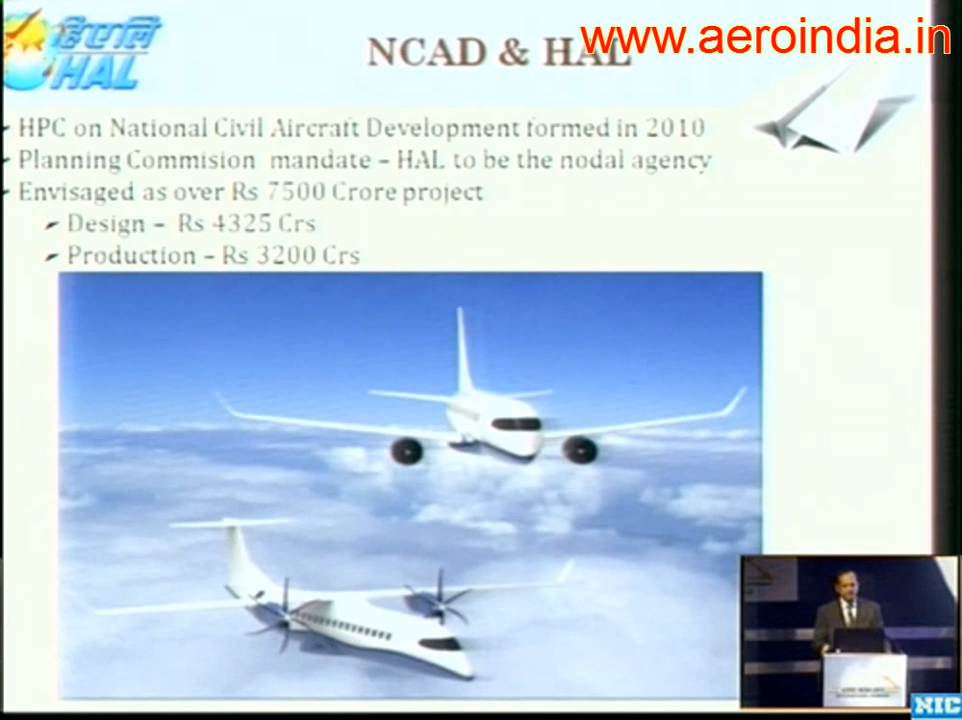 हिएलि
HAL
NCAD & HAL
www.aeroindia.in
HPC on National Civil Aircraft Development formed in 2010
Planning Commision mandate – HAL to be the nodal agency
Envisaged as over Rs 7500 Crore project
Design – Rs 4325 Crs
Production – Rs 3200 Crs
NIC